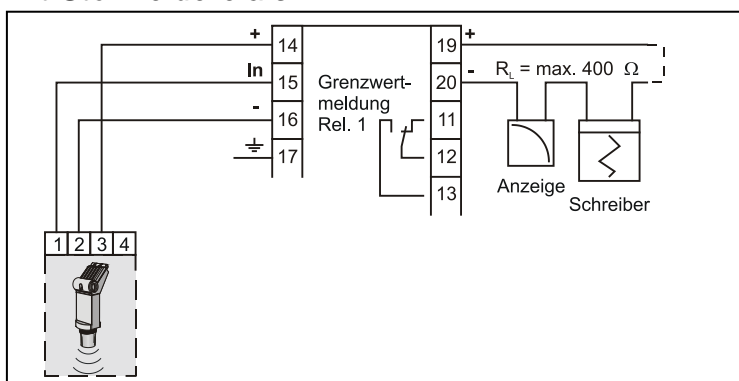 + 14
In 15
- 16
17
Grenzwert-
meldung
Rel. 1
19 +
20 -
11
12
13
R_L = max. 400 Ω
Anzeige
Schreiber
1 2 3 4